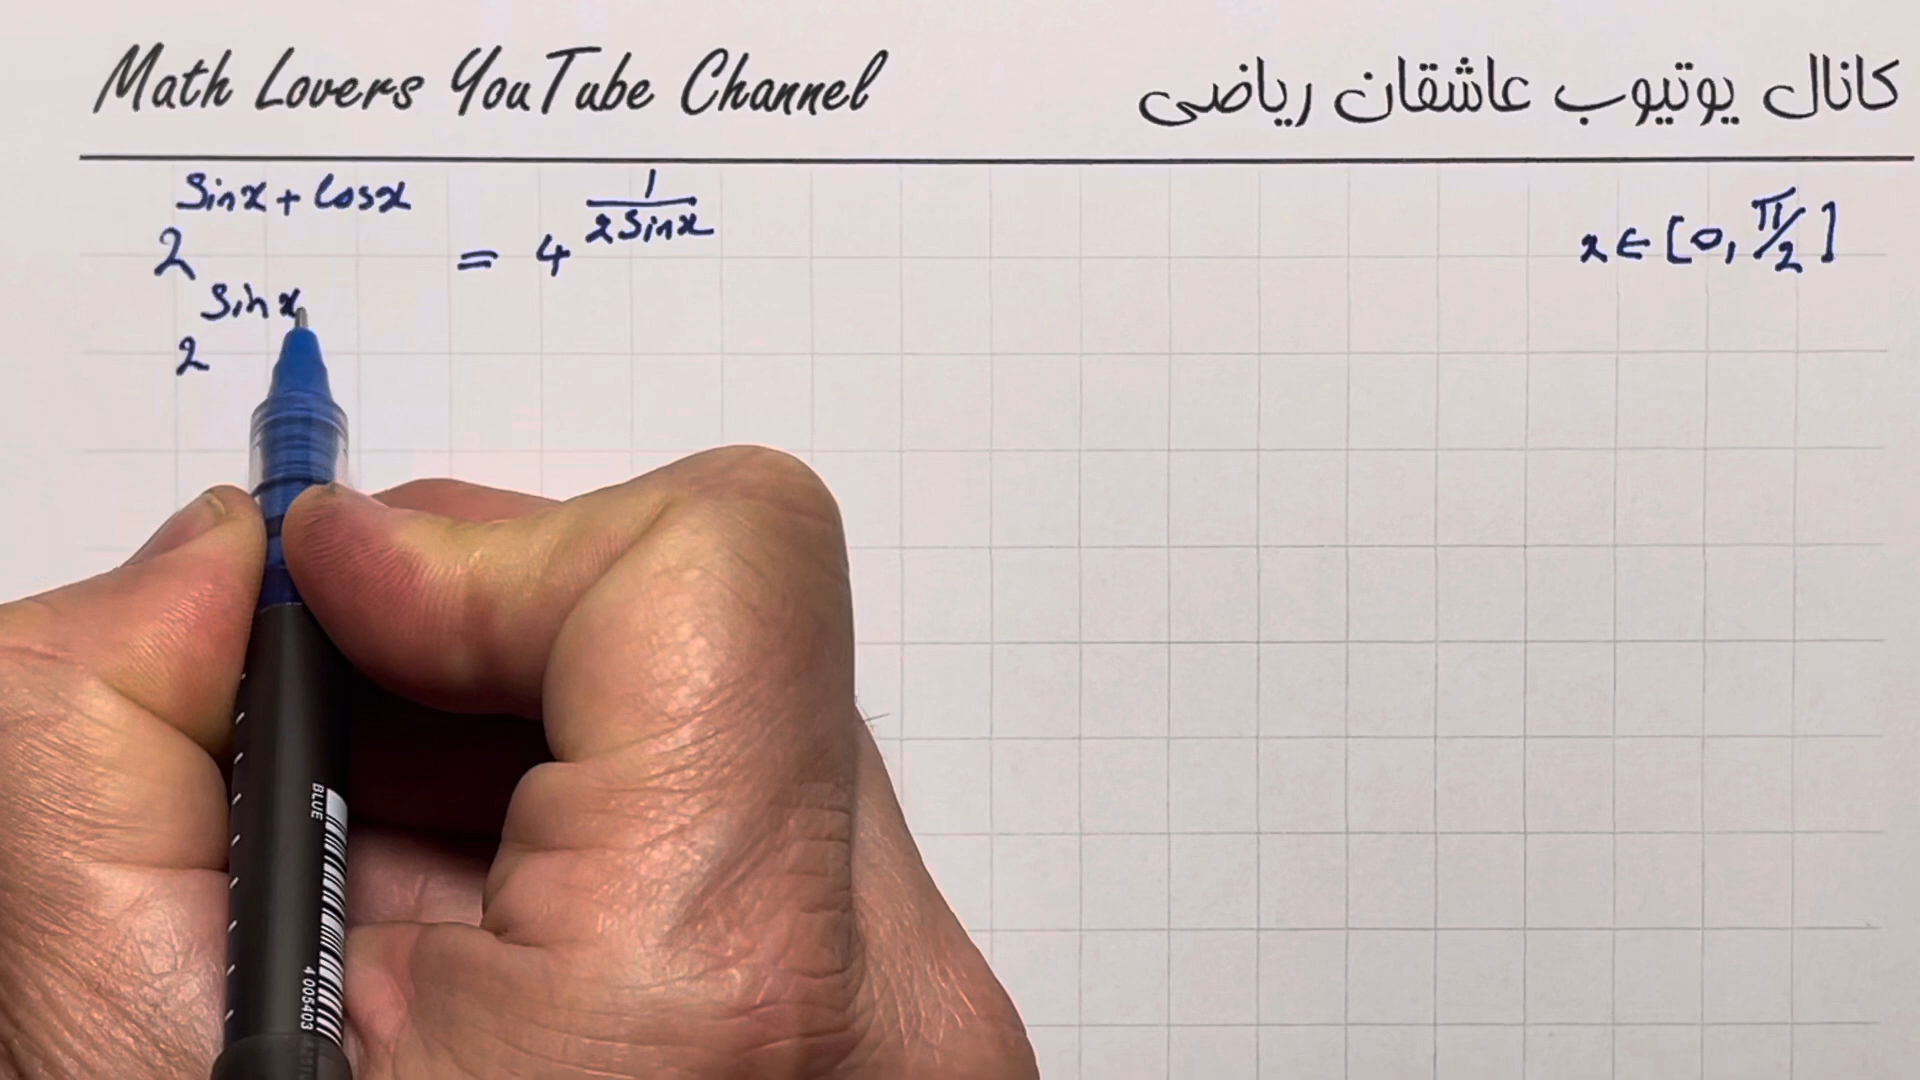 Math Lovers YouTube Channel
کانال یوتیوب عاشقان ریاضی
2^(Sinx + Cosx) = 4^(1/(2Sinx))
x ∈ [0, π/2]
2^(Sin x)
BLUE
4 005403